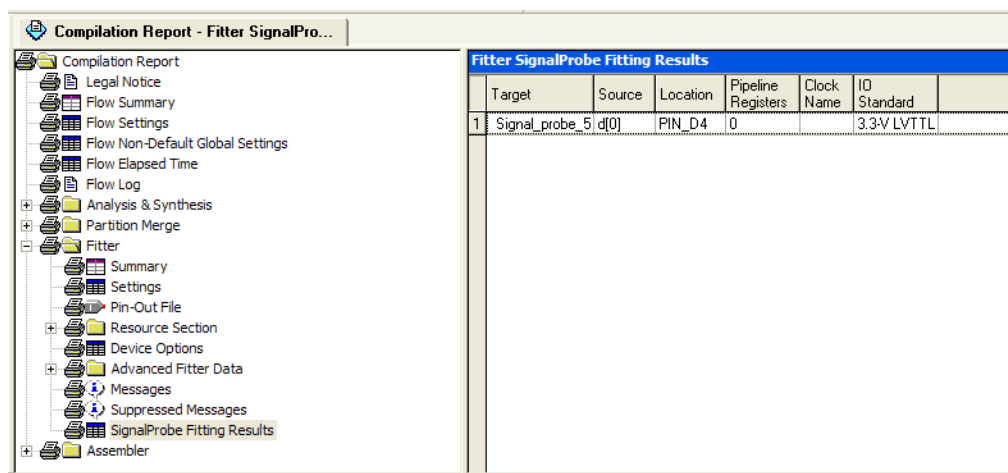 Compilation Report - Fitter SignalPro...
Compilation Report
Legal Notice
Flow Summary
Flow Settings
Flow Non-Default Global Settings
Flow Elapsed Time
Flow Log
Analysis & Synthesis
Partition Merge
Fitter
Summary
Settings
Pin-Out File
Resource Section
Device Options
Advanced Fitter Data
Messages
Suppressed Messages
SignalProbe Fitting Results
Assembler
Fitter SignalProbe Fitting Results
Target Source Location Pipeline Registers Clock Name IO Standard
1 Signal_probe_5 d[0] PIN_D4 0 3.3-V LVTTL